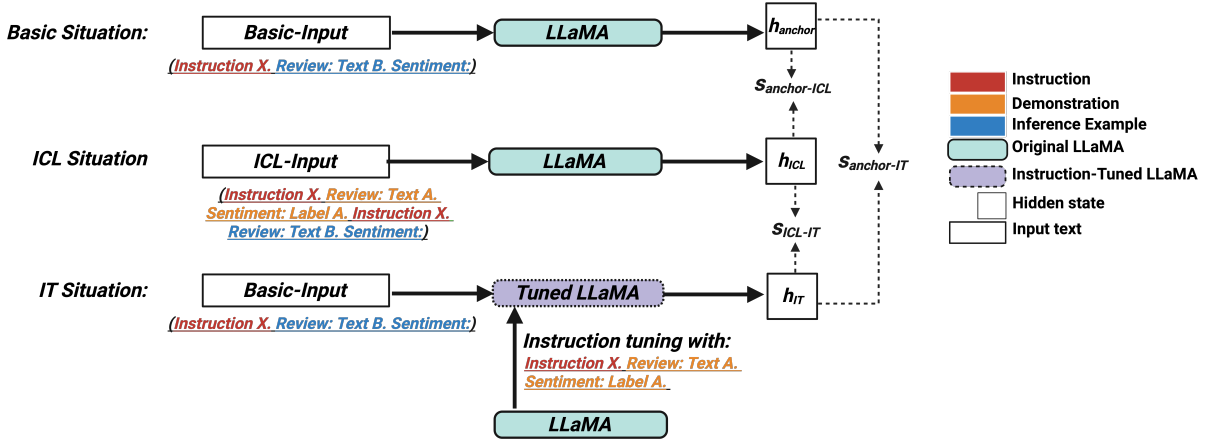 Basic Situation:
Basic-Input
LLaMA
h_anchor
(Instruction X. Review: Text B. Sentiment:)
s_anchor-ICL
ICL Situation
ICL-Input
LLaMA
h_ICL
s_anchor-IT
(Instruction X. Review: Text A.
Sentiment: Label A. Instruction X.
Review: Text B. Sentiment:)
s_ICL-IT
IT Situation:
Basic-Input
Tuned LLaMA
h_IT
(Instruction X. Review: Text B. Sentiment:)
Instruction tuning with:
Instruction X. Review: Text A.
Sentiment: Label A.
LLaMA
Instruction
Demonstration
Inference Example
Original LLaMA
Instruction-Tuned LLaMA
Hidden state
Input text